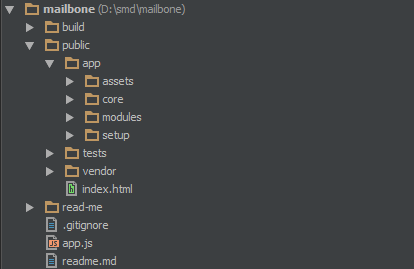 mailbone (D:\smd\mailbone)
build
public
app
assets
core
modules
setup
tests
vendor
index.html
read-me
.gitignore
app.js
readme.md